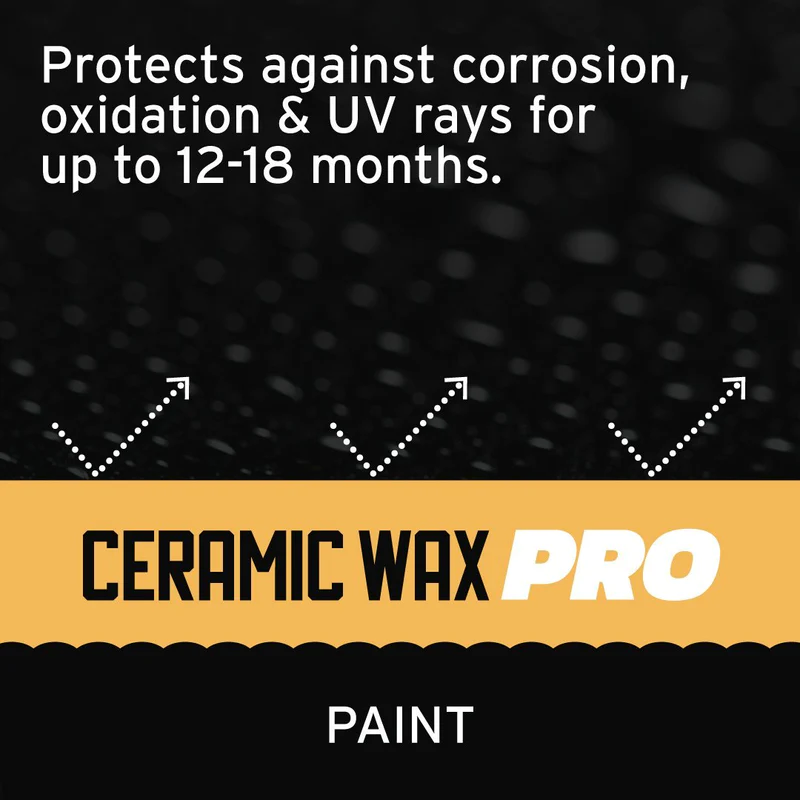 Protects against corrosion,
oxidation & UV rays for
up to 12-18 months.
CERAMIC WAX PRO
PAINT